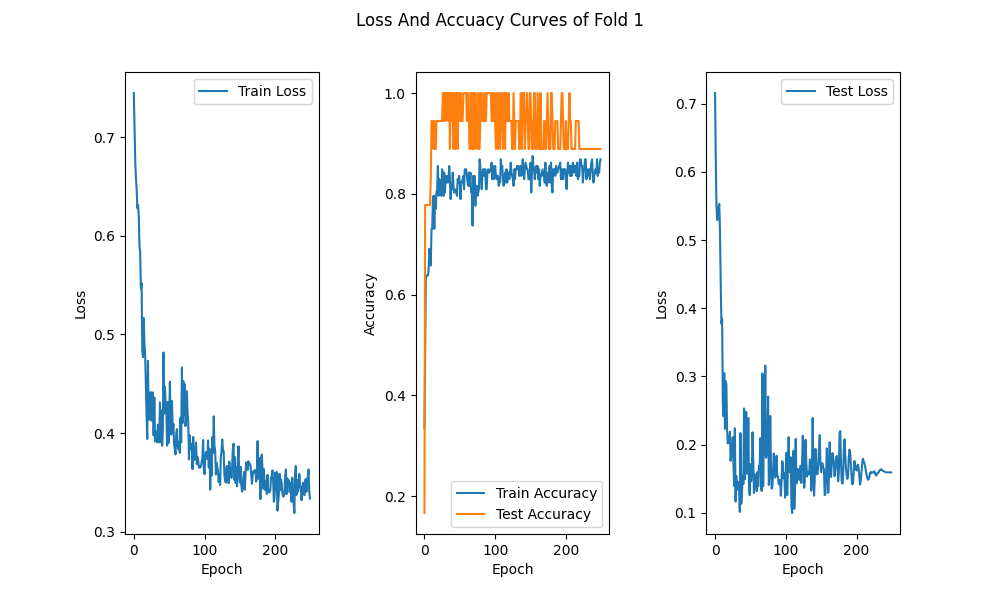 Loss And Accuacy Curves of Fold 1
Train Loss
0.7
0.6
0.5
0.4
0.3
Loss
0
100
200
Epoch
1.0
0.8
0.6
0.4
0.2
Accuracy
Train Accuracy
Test Accuracy
0
100
200
Epoch
Test Loss
0.7
0.6
0.5
0.4
0.3
0.2
0.1
Loss
0
100
200
Epoch